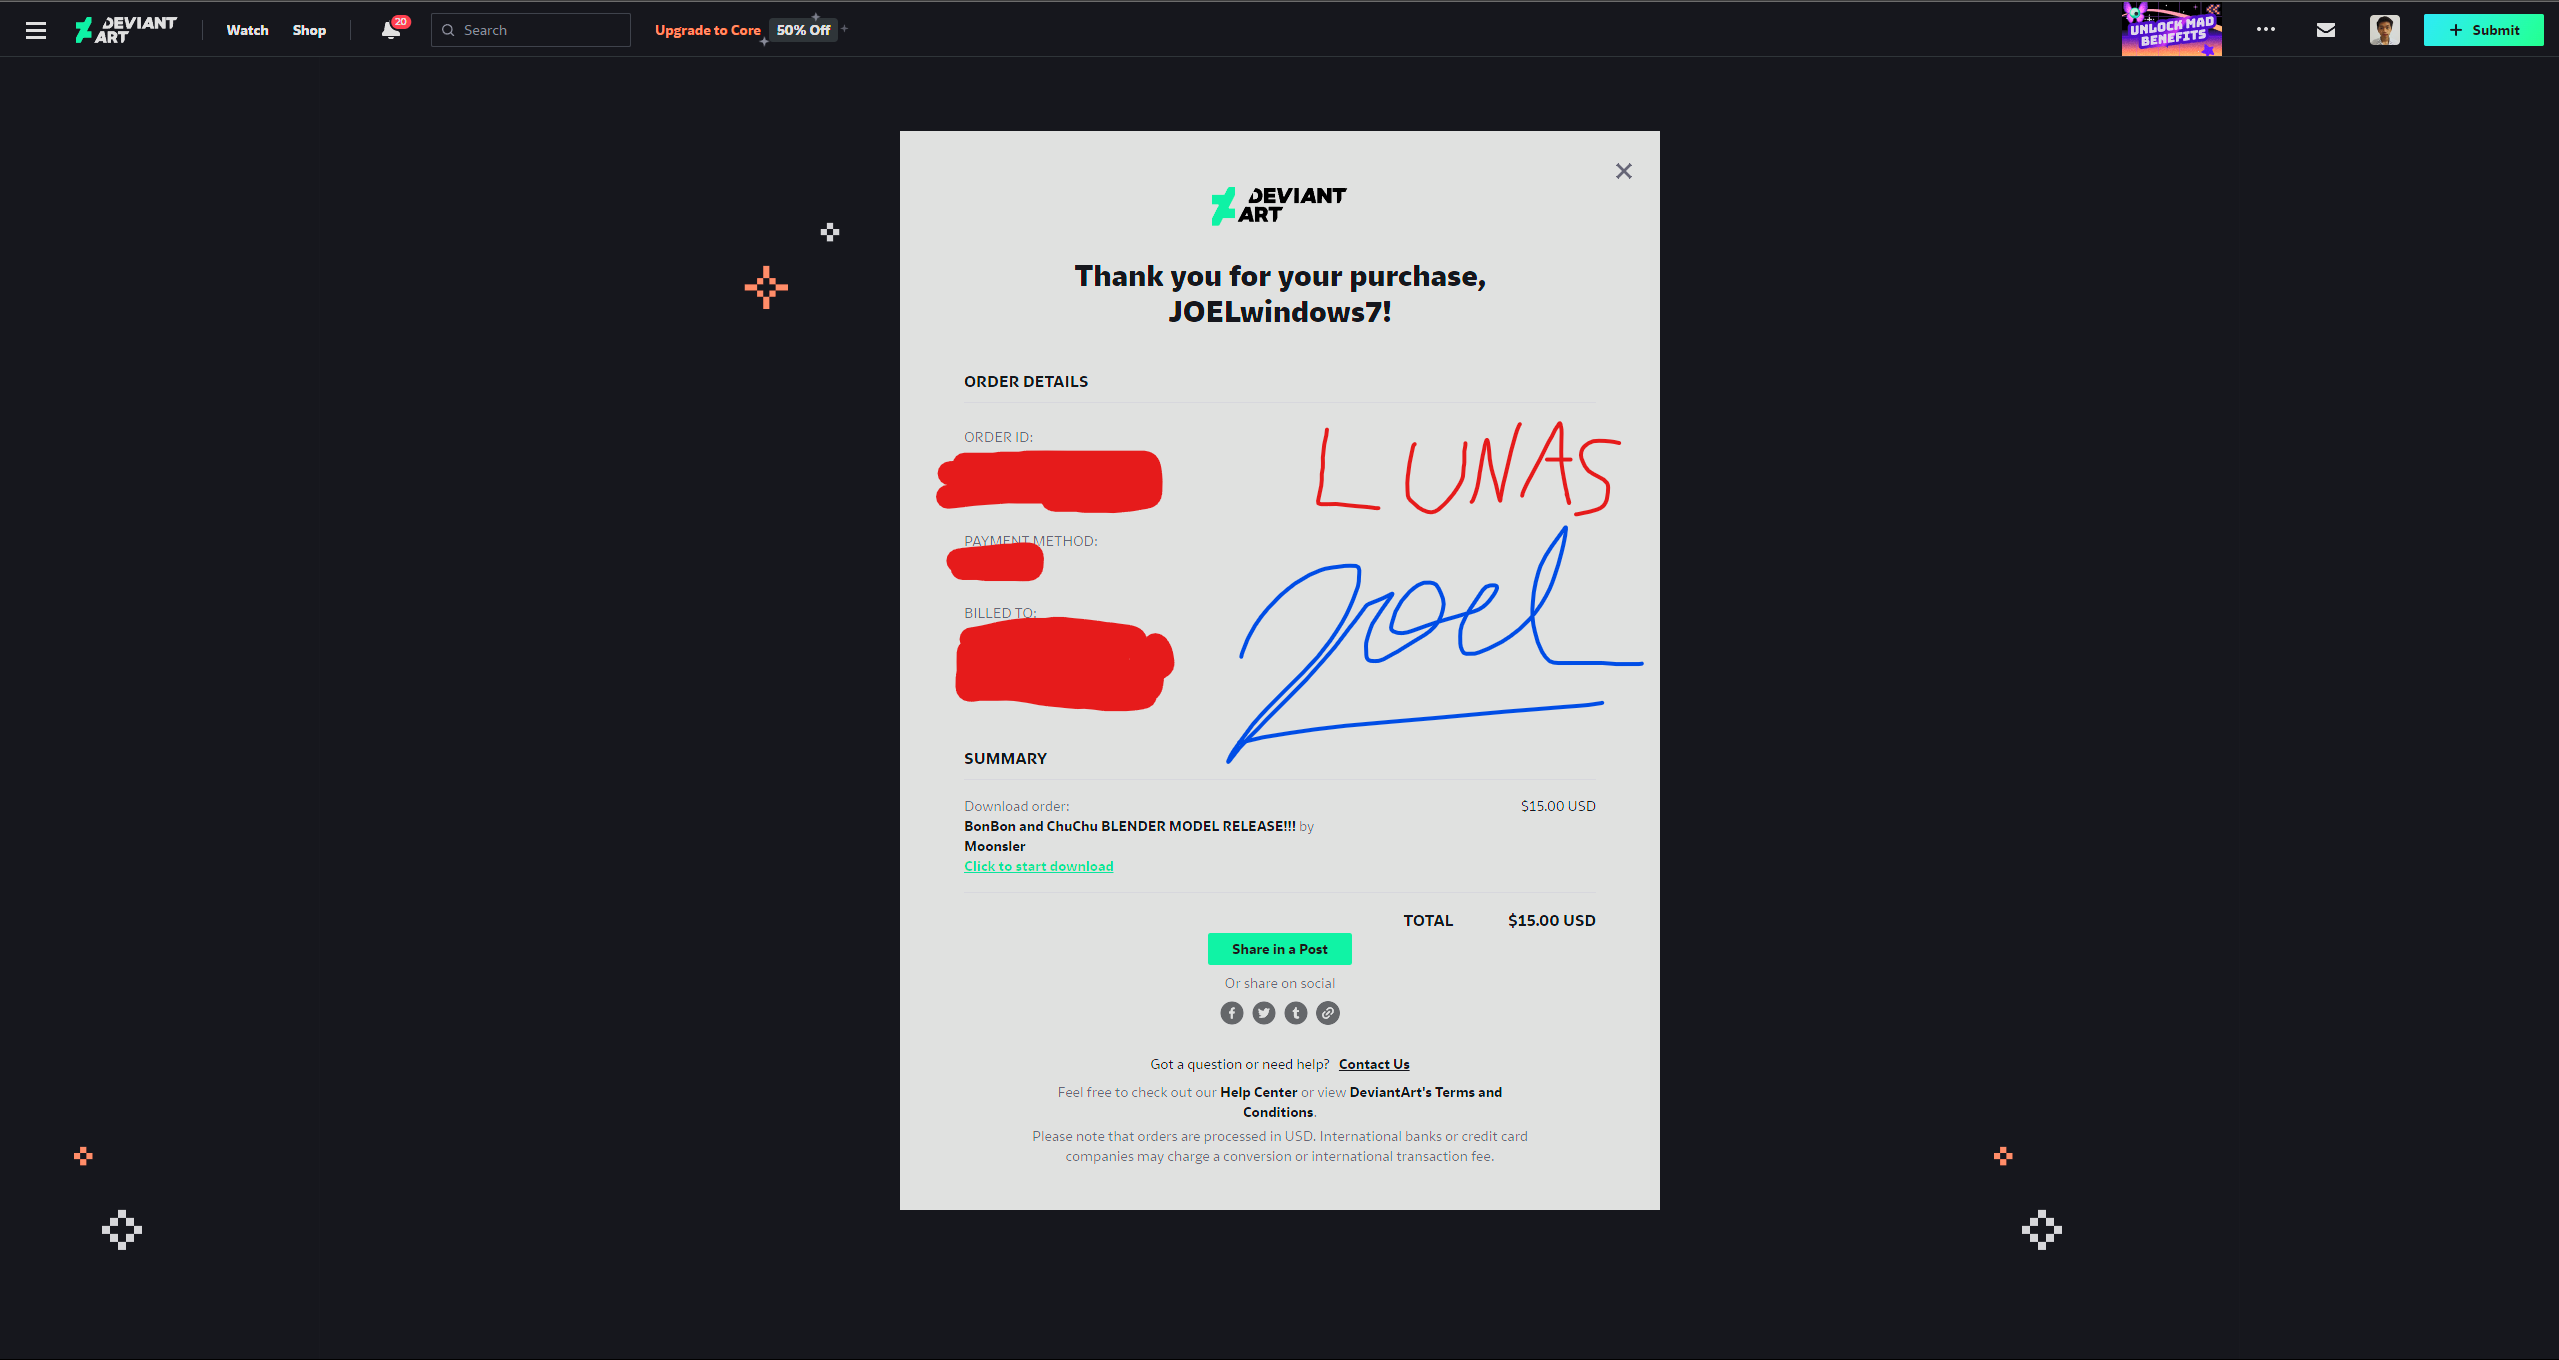 DEVIANT
ART
Watch
Shop
20
Search
Upgrade to Core
50% Off
UNLOCK MAD
BENEFITS
Submit
DEVIANT
ART
Thank you for your purchase,
JOELwindows7!
ORDER DETAILS
ORDER ID:
LUNAS
PAYMENT METHOD:
Joel
BILLED TO:
SUMMARY
Download order:
$15.00 USD
BonBon and ChuChu BLENDER MODEL RELEASE!!! by
Moonsler
Click to start download
TOTAL $15.00 USD
Share in a Post
Or share on social
Got a question or need help? Contact Us
Feel free to check out our Help Center or view DeviantArt's Terms and
Conditions.
Please note that orders are processed in USD. International banks or credit card
companies may charge a conversion or international transaction fee.